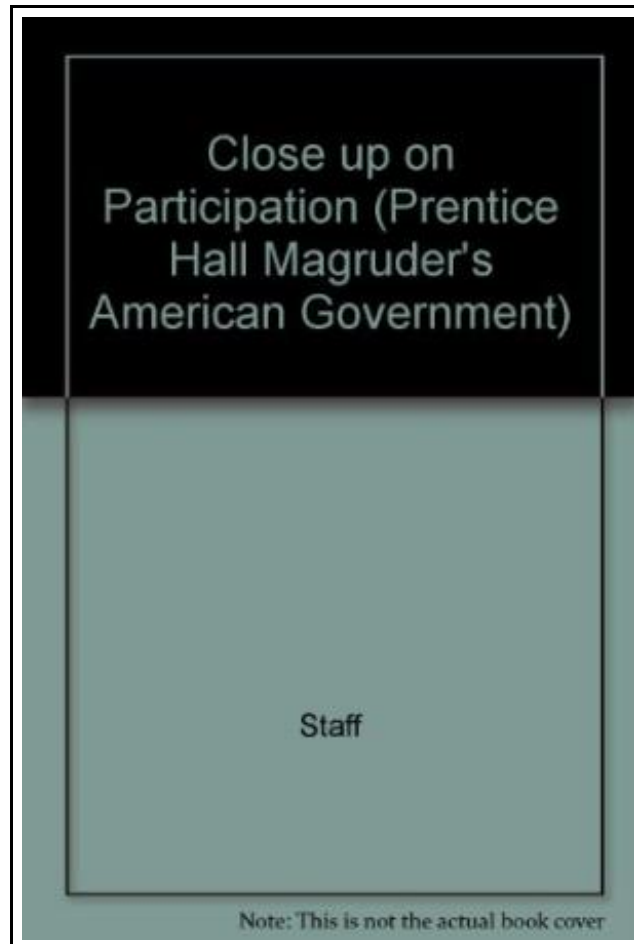 Close up on
Participation (Prentice
Hall Magruder's
American Government)
Staff
Note: This is not the actual book cover